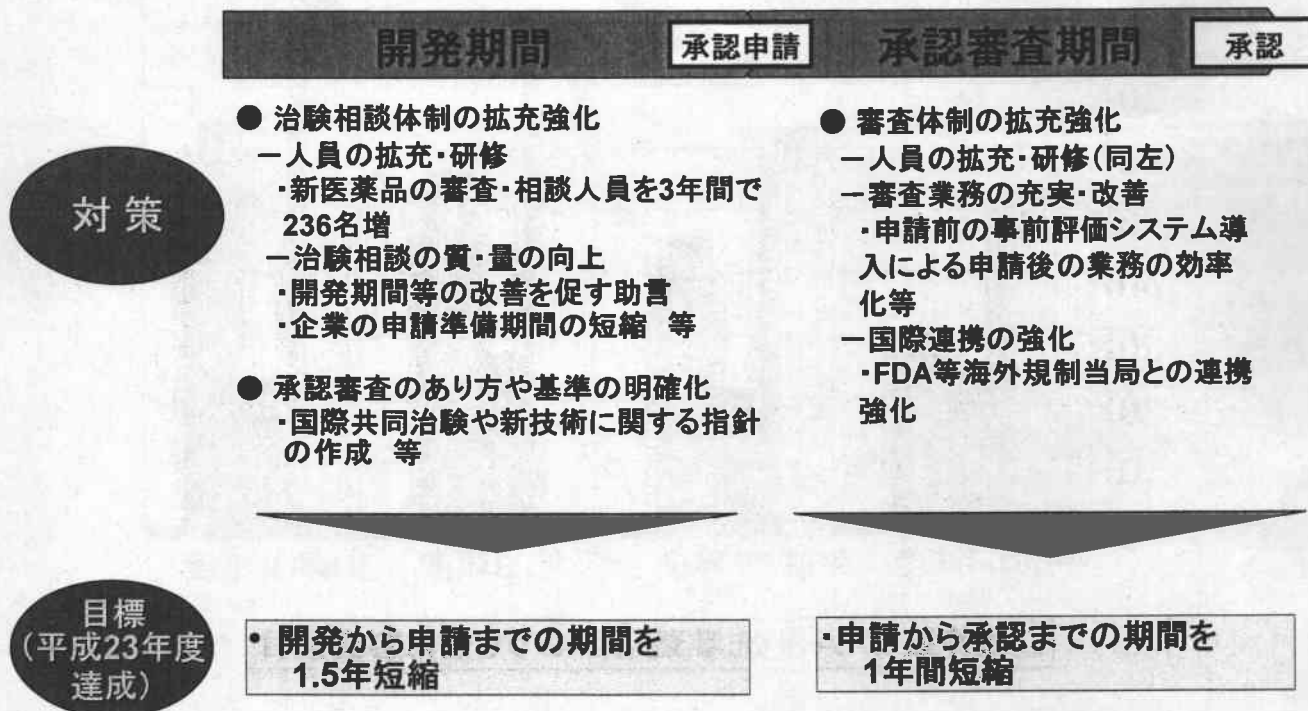 開発期間
承認申請
承認審査期間
承認
対策
● 治験相談体制の拡充強化
－人員の拡充・研修
・新医薬品の審査・相談人員を3年間で
236名増
－治験相談の質・量の向上
・開発期間等の改善を促す助言
・企業の申請準備期間の短縮　等
● 承認審査のあり方や基準の明確化
・国際共同治験や新技術に関する指針
の作成　等
● 審査体制の拡充強化
－人員の拡充・研修（同左）
－審査業務の充実・改善
・申請前の事前評価システム導
入による申請後の業務の効率
化等
－国際連携の強化
・FDA等海外規制当局との連携
強化
目標
（平成23年度
達成）
・開発から申請までの期間を
1.5年短縮
・申請から承認までの期間を
1年間短縮